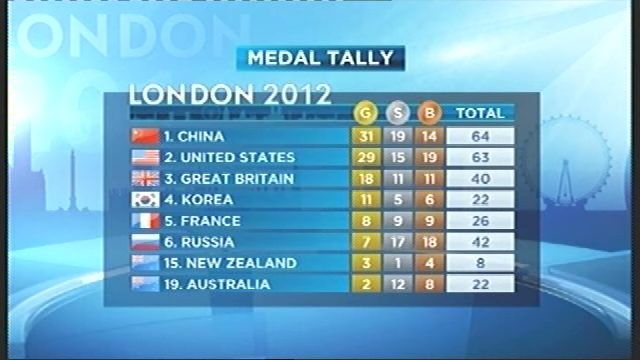 ONDON
MEDAL TALLY
LONDON 2012
G S B TOTAL
1. CHINA 31 19 14 64
2. UNITED STATES 29 15 19 63
3. GREAT BRITAIN 18 11 11 40
4. KOREA 11 5 6 22
5. FRANCE 8 9 9 26
6. RUSSIA 7 17 18 42
15. NEW ZEALAND 3 1 4 8
19. AUSTRALIA 2 12 8 22